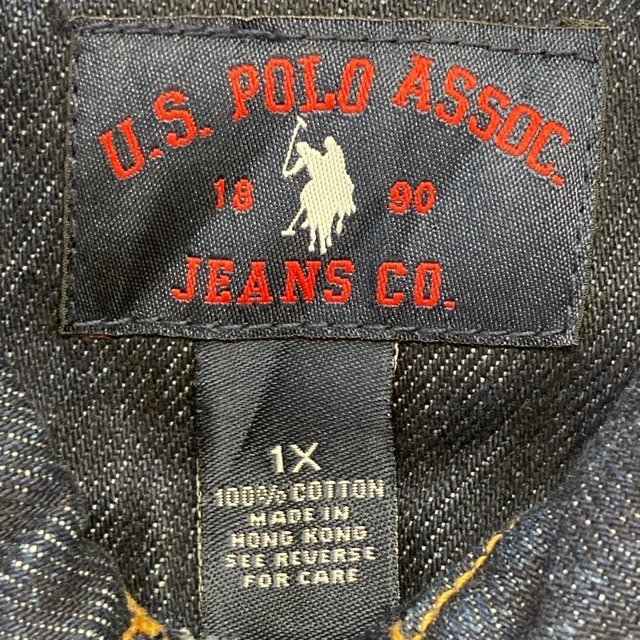 U.S. POLO ASSOC.
18 90
JEANS CO.
1X
100% COTTON
MADE IN
HONG KONG
SEE REVERSE
FOR CARE